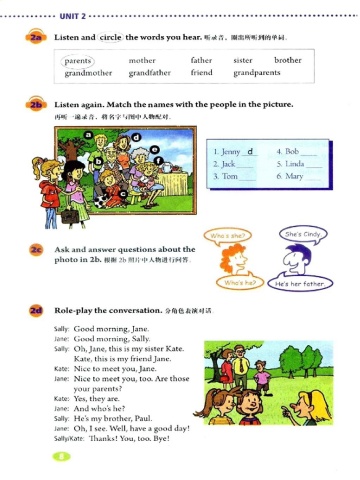 UNIT 2
2a Listen and circle the words you hear. 听录音，圈出所听到的单词.
parents mother father sister brother
grandmother grandfather friend grandparents
2b Listen again. Match the names with the people in the picture.
再听一遍录音，将名字与图中人物配对.
a
b
c
d
e
f
1. Jenny d 4. Bob
2. Jack 5. Linda
3. Tom 6. Mary
2c Ask and answer questions about the
photo in 2b. 根据 2b 照片中人物进行问答.
Who's she? She's Cindy.
Who's he? He's her father.
2d Role-play the conversation. 分角色表演对话
Sally: Good morning, Jane.
Jane: Good morning, Sally.
Sally: Oh, Jane, this is my sister Kate.
Kate, this is my friend Jane.
Kate: Nice to meet you, Jane.
Jane: Nice to meet you, too. Are those
your parents?
Kate: Yes, they are.
Jane: And who's he?
Sally: He's my brother, Paul.
Jane: Oh, I see. Well, have a good day!
Sally/Kate: Thanks! You, too. Bye!
8